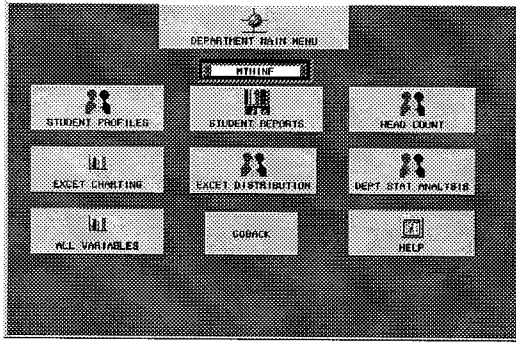 DEPARTMENT MAIN MENU
MTHINF
STUDENT PROFILES
STUDENT REPORTS
HEAD COUNT
EXCET CHARTING
EXCET DISTRIBUTION
DEPT STAT ANALYSIS
ALL VARIABLES
GOBACK
HELP